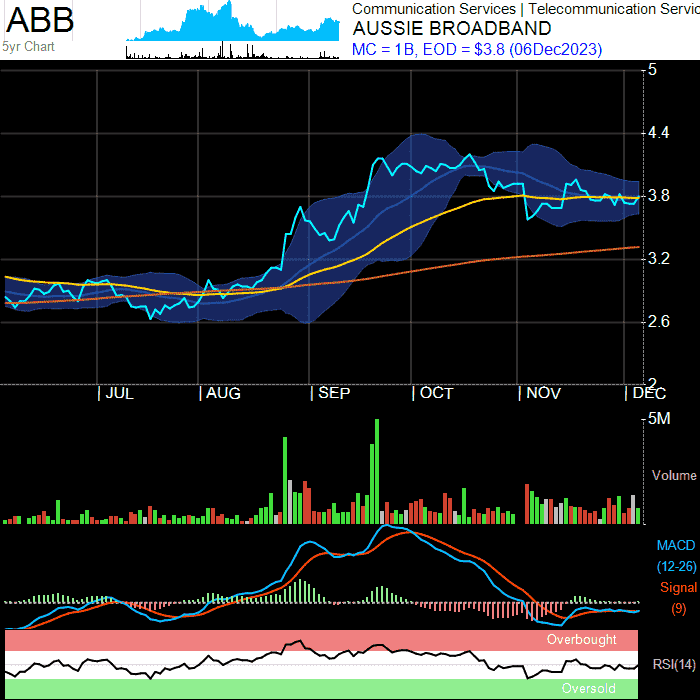 ABB
5yr Chart
Communication Services | Telecommunication Servic
AUSSIE BROADBAND
MC = 1B, EOD = $3.8 (06Dec2023)
5
4.4
3.8
3.2
2.6
2
| JUL | AUG | SEP | OCT | NOV | DEC
5M
Volume
MACD
(12-26)
Signal
(9)
Overbought
RSI(14)
Oversold